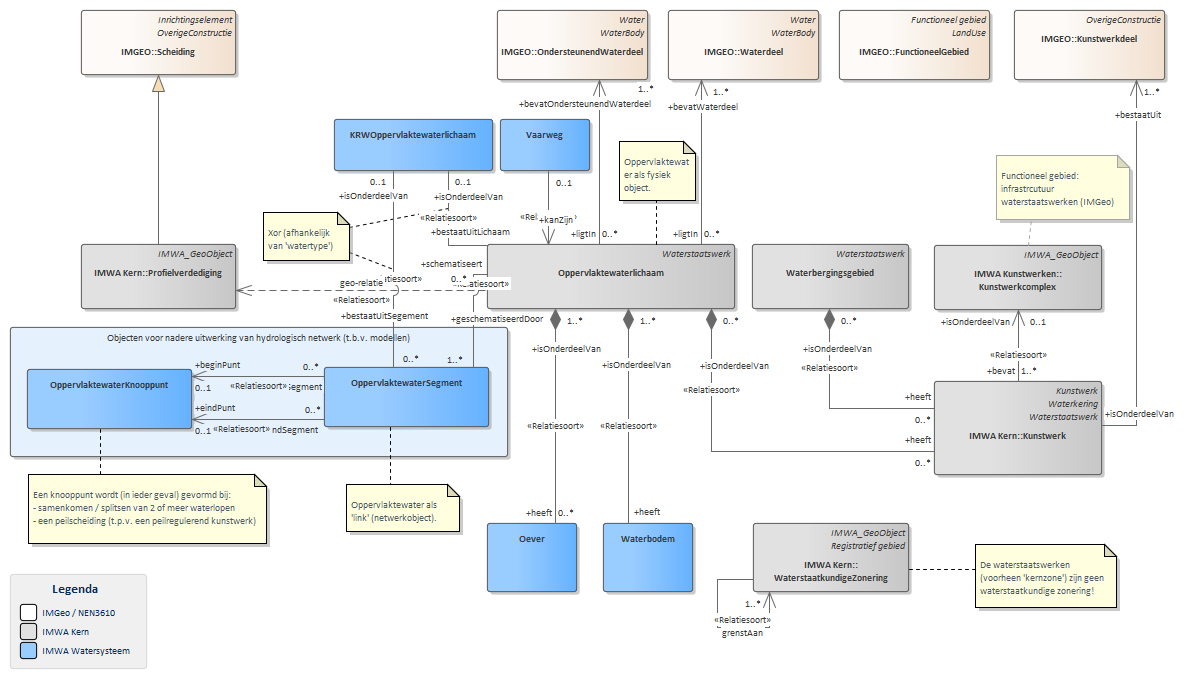 Inrichtingselement
OverigeConstructie
IMGEO::Scheiding
Water
WaterBody
IMGEO::OndersteunendWaterdeel
Water
WaterBody
IMGEO::Waterdeel
Functioneel gebied
LandUse
IMGEO::FunctioneelGebied
OverigeConstructie
IMGEO::Kunstwerkdeel
1..*
+bevatOndersteunendWaterdeel
1..*
+bevatWaterdeel
1..*
+bestaatUit
KRWOppervlaktewaterlichaam
Vaarweg
Oppervlaktewat
er als fysiek
object.
Functioneel gebied:
infrastrcutuur
waterstaatswerken (IMGeo)
0..1
+isOnderdeelVan
0..1
+isOnderdeelVan
0..1
«Relatiesoort»
«Rel
+kanZijn
+bestaatUitLichaam
+ligtIn
0..*
+ligtIn
0..*
Xor (afhankelijk
van 'watertype')
IMWA_GeoObject
IMWA Kern::Profielverdediging
+schematiseert
0..*
geo-relatie
atiesoort»
«Relatiesoort»
«Relatiesoort»
+bestaatUitSegment
+geschematiseerdDoor
Waterstaatswerk
Oppervlaktewaterlichaam
Waterstaatswerk
Waterbergingsgebied
IMWA_GeoObject
IMWA Kunstwerken::
Kunstwerkcomplex
1..*
+isOnderdeelVan
1..*
+isOnderdeelVan
0..*
+isOnderdeelVan
0..*
+isOnderdeelVan
+isOnderdeelVan
0..1
«Relatiesoort»
+bevat
1..*
Objecten voor nadere uitwerking van hydrologisch netwerk (t.b.v. modellen)
0..*
1..*
OppervlaktewaterKnooppunt
OppervlaktewaterSegment
+beginPunt
0..*
0..1
«Relatiesoort»
Segment
+eindPunt
0..*
0..1
«Relatiesoort»
ndSegment
«Relatiesoort»
«Relatiesoort»
«Relatiesoort»
«Relatiesoort»
+heeft
0..*
+heeft
0..*
Kunstwerk
Waterkering
Waterstaatswerk
IMWA Kern::Kunstwerk
+isOnderdeelVan
Een knooppunt wordt (in ieder geval) gevormd bij:
- samenkomen / splitsen van 2 of meer waterlopen
- een peilscheiding (t.p.v. een peilregulerend kunstwerk)
Oppervlaktewater als
'link' (netwerkobject).
+heeft
0..*
+heeft
Oever
Waterbodem
IMWA_GeoObject
Registratief gebied
IMWA Kern::
WaterstaatkundigeZonering
1..*
«Relatiesoort»
grenstAan
De waterstaatswerken
(voorheen 'kernzone') zijn geen
waterstaatkundige zonering!
Legenda
IMGeo / NEN3610
IMWA Kern
IMWA Watersysteem